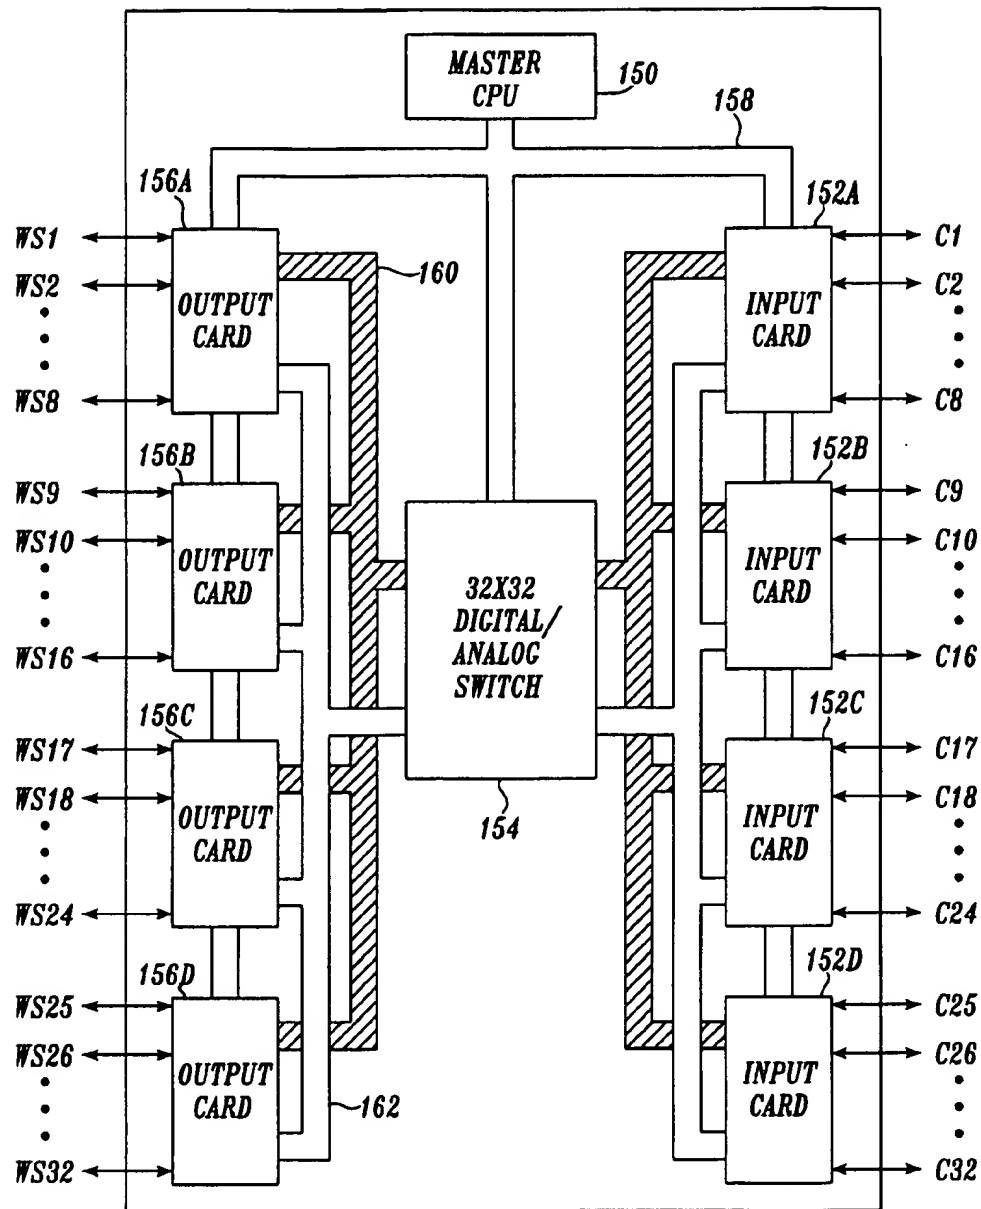 MASTER
CPU
150
158
156A
152A
WS1
OUTPUT
CARD
160
INPUT
CARD
C1
WS2
C2
WS8
C8
156B
152B
WS9
OUTPUT
CARD
INPUT
CARD
C9
WS10
C10
32X32
DIGITAL/
ANALOG
SWITCH
WS16
C16
156C
152C
WS17
OUTPUT
CARD
INPUT
CARD
C17
WS18
C18
154
WS24
C24
156D
152D
WS25
OUTPUT
CARD
INPUT
CARD
C25
WS26
C26
162
WS32
C32